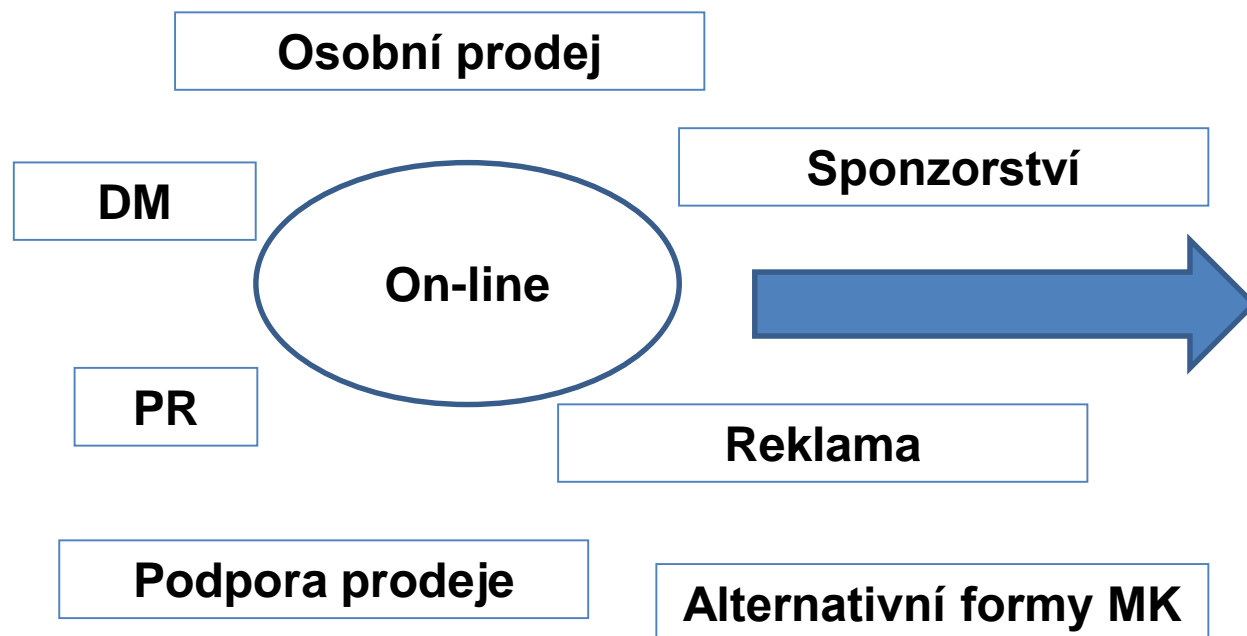 Osobní prodej
Sponzorství
DM
On-line
PR
Reklama
Podpora prodeje
Alternativní formy MK